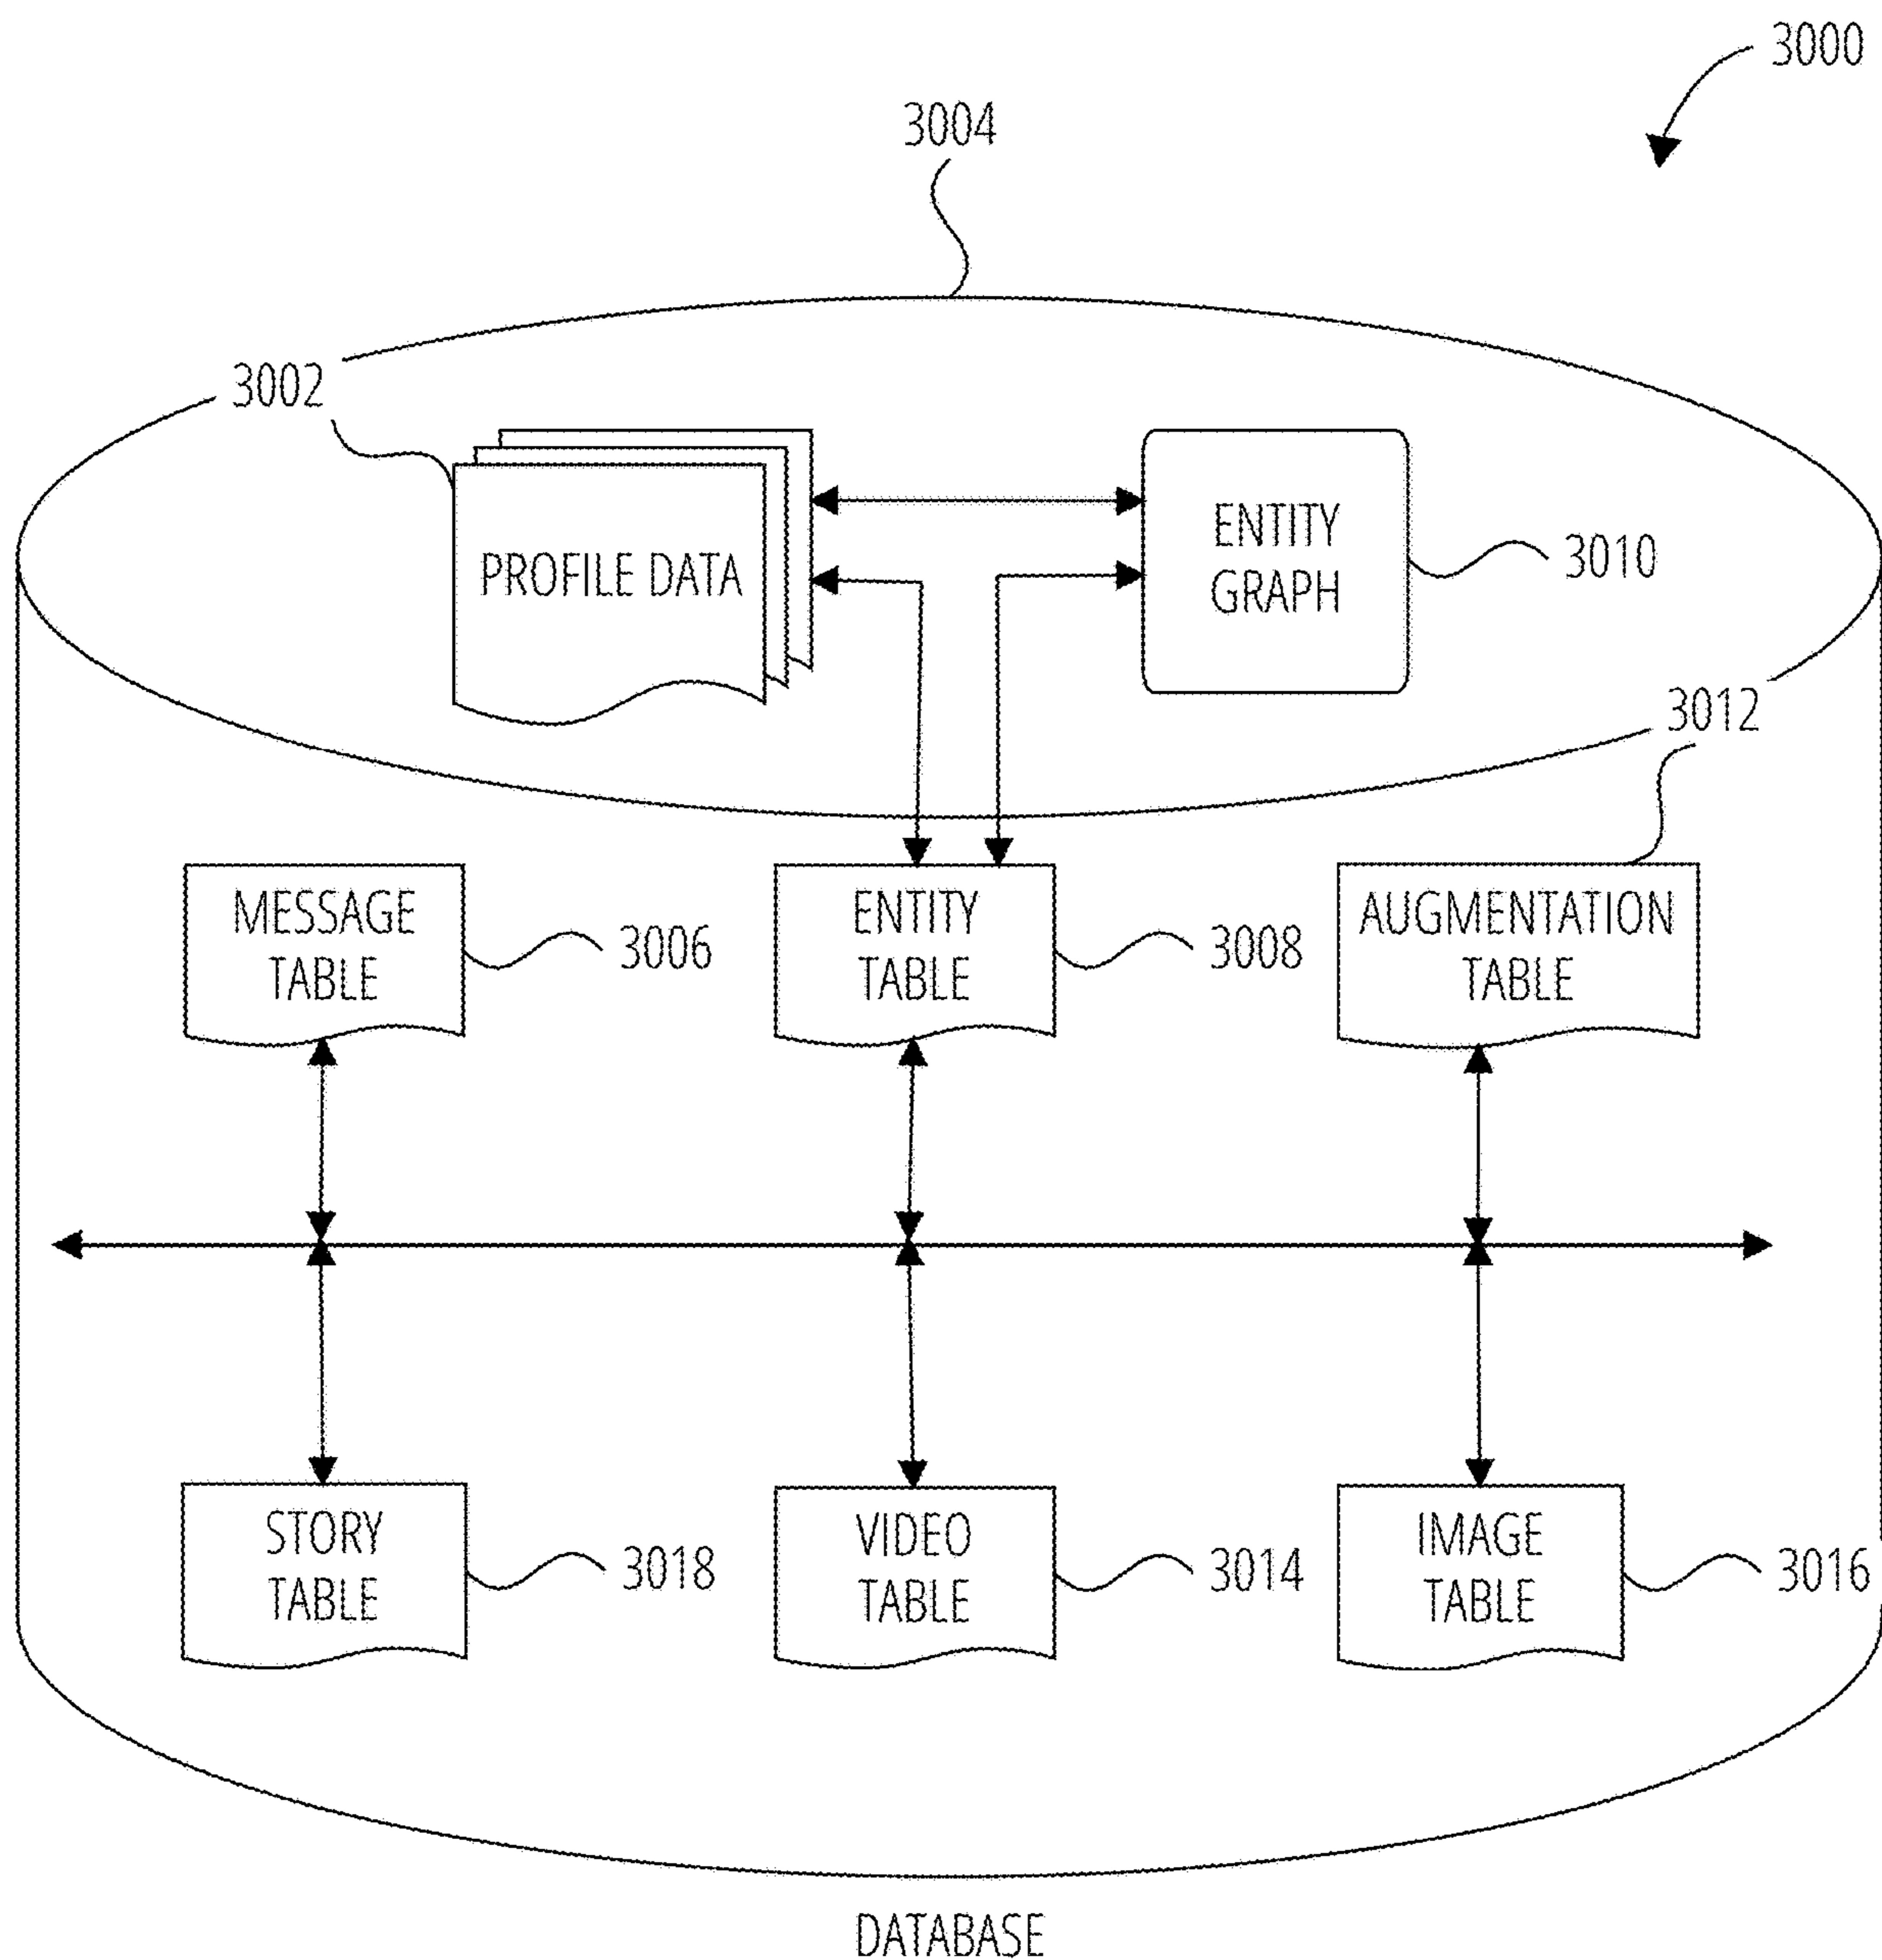 3000
3004
3002
PROFILE DATA
ENTITY
GRAPH
3010
3012
MESSAGE
TABLE
3006
ENTITY
TABLE
3008
AUGMENTATION
TABLE
STORY
TABLE
3018
VIDEO
TABLE
3014
IMAGE
TABLE
3016
DATABASE